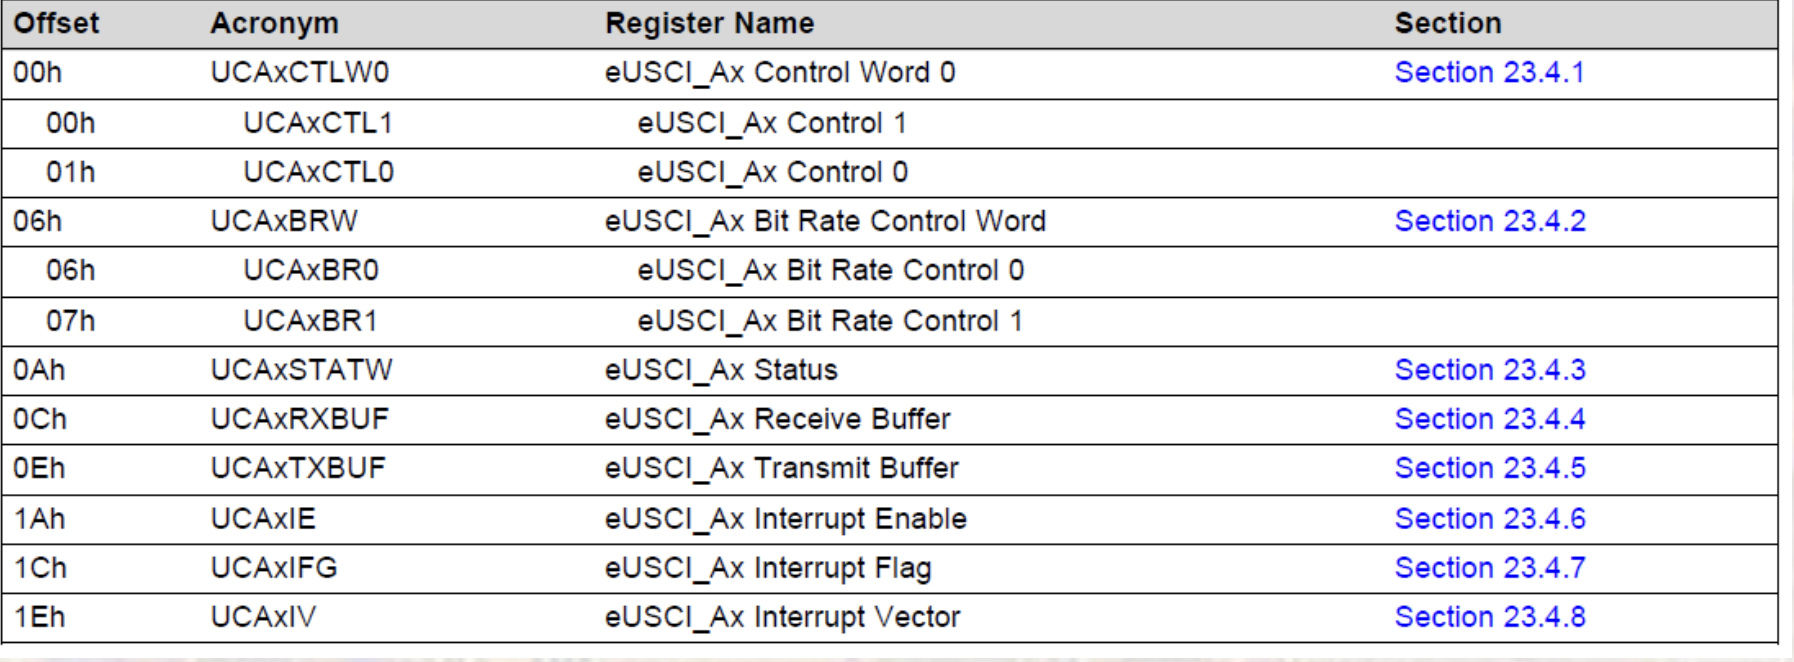 Offset Acronym Register Name Section
00h UCAxCTLW0 eUSCI_Ax Control Word 0 Section 23.4.1
00h UCAxCTL1 eUSCI_Ax Control 1
01h UCAxCTL0 eUSCI_Ax Control 0
06h UCAxBRW eUSCI_Ax Bit Rate Control Word Section 23.4.2
06h UCAxBR0 eUSCI_Ax Bit Rate Control 0
07h UCAxBR1 eUSCI_Ax Bit Rate Control 1
0Ah UCAxSTATW eUSCI_Ax Status Section 23.4.3
0Ch UCAxRXBUF eUSCI_Ax Receive Buffer Section 23.4.4
0Eh UCAxTXBUF eUSCI_Ax Transmit Buffer Section 23.4.5
1Ah UCAxIE eUSCI_Ax Interrupt Enable Section 23.4.6
1Ch UCAxIFG eUSCI_Ax Interrupt Flag Section 23.4.7
1Eh UCAxIV eUSCI_Ax Interrupt Vector Section 23.4.8